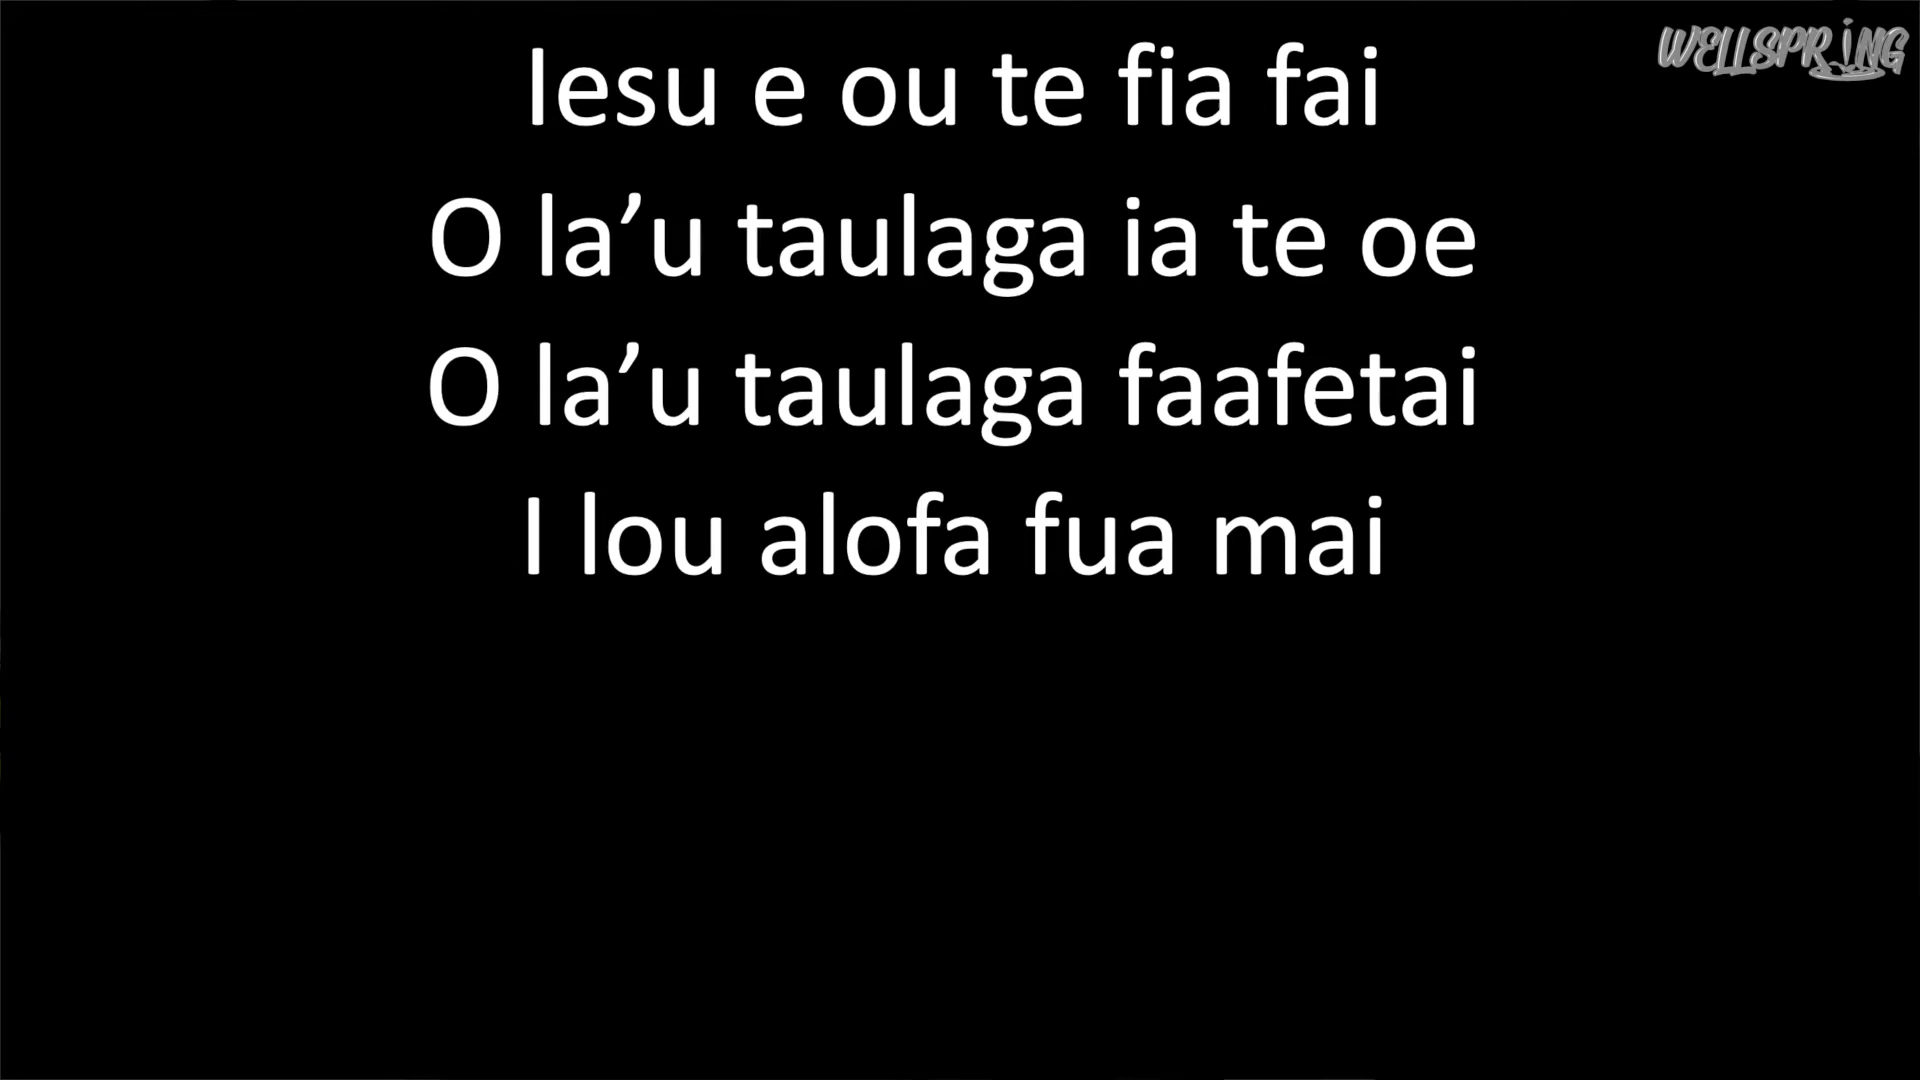 WELLSPRING
Iesu e ou te fia fai
O la’u taulaga ia te oe
O la’u taulaga faafetai
I lou alofa fua mai